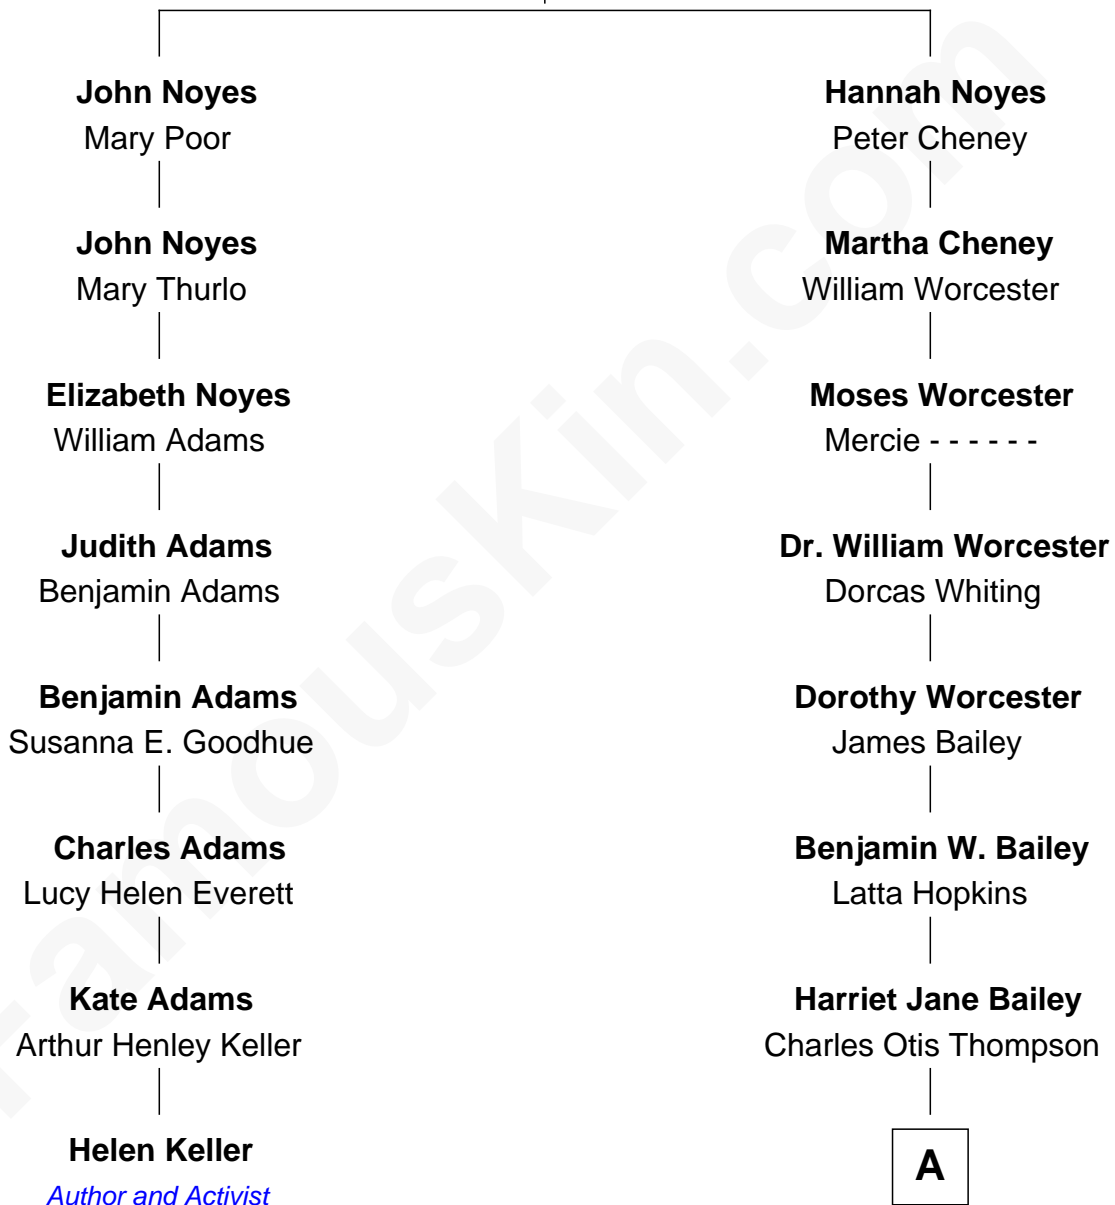 John Noyes
Mary Poor
Hannah Noyes
Peter Cheney
John Noyes
Mary Thurlo
Martha Cheney
William Worcester
Elizabeth Noyes
William Adams
Moses Worcester
Mercie - - - - - -
Judith Adams
Benjamin Adams
Dr. William Worcester
Dorcas Whiting
Benjamin Adams
Susanna E. Goodhue
Dorothy Worcester
James Bailey
Charles Adams
Lucy Helen Everett
Benjamin W. Bailey
Latta Hopkins
Kate Adams
Arthur Henley Keller
Harriet Jane Bailey
Charles Otis Thompson
Helen Keller
Author and Activist
A
FamousKin.com